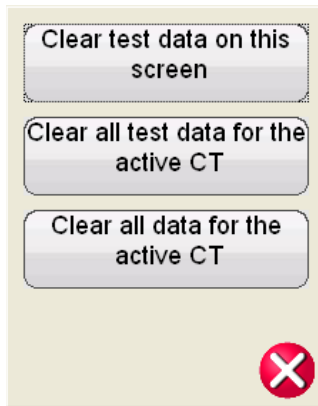 Clear test data on this
screen
Clear all test data for the
active CT
Clear all data for the
active CT